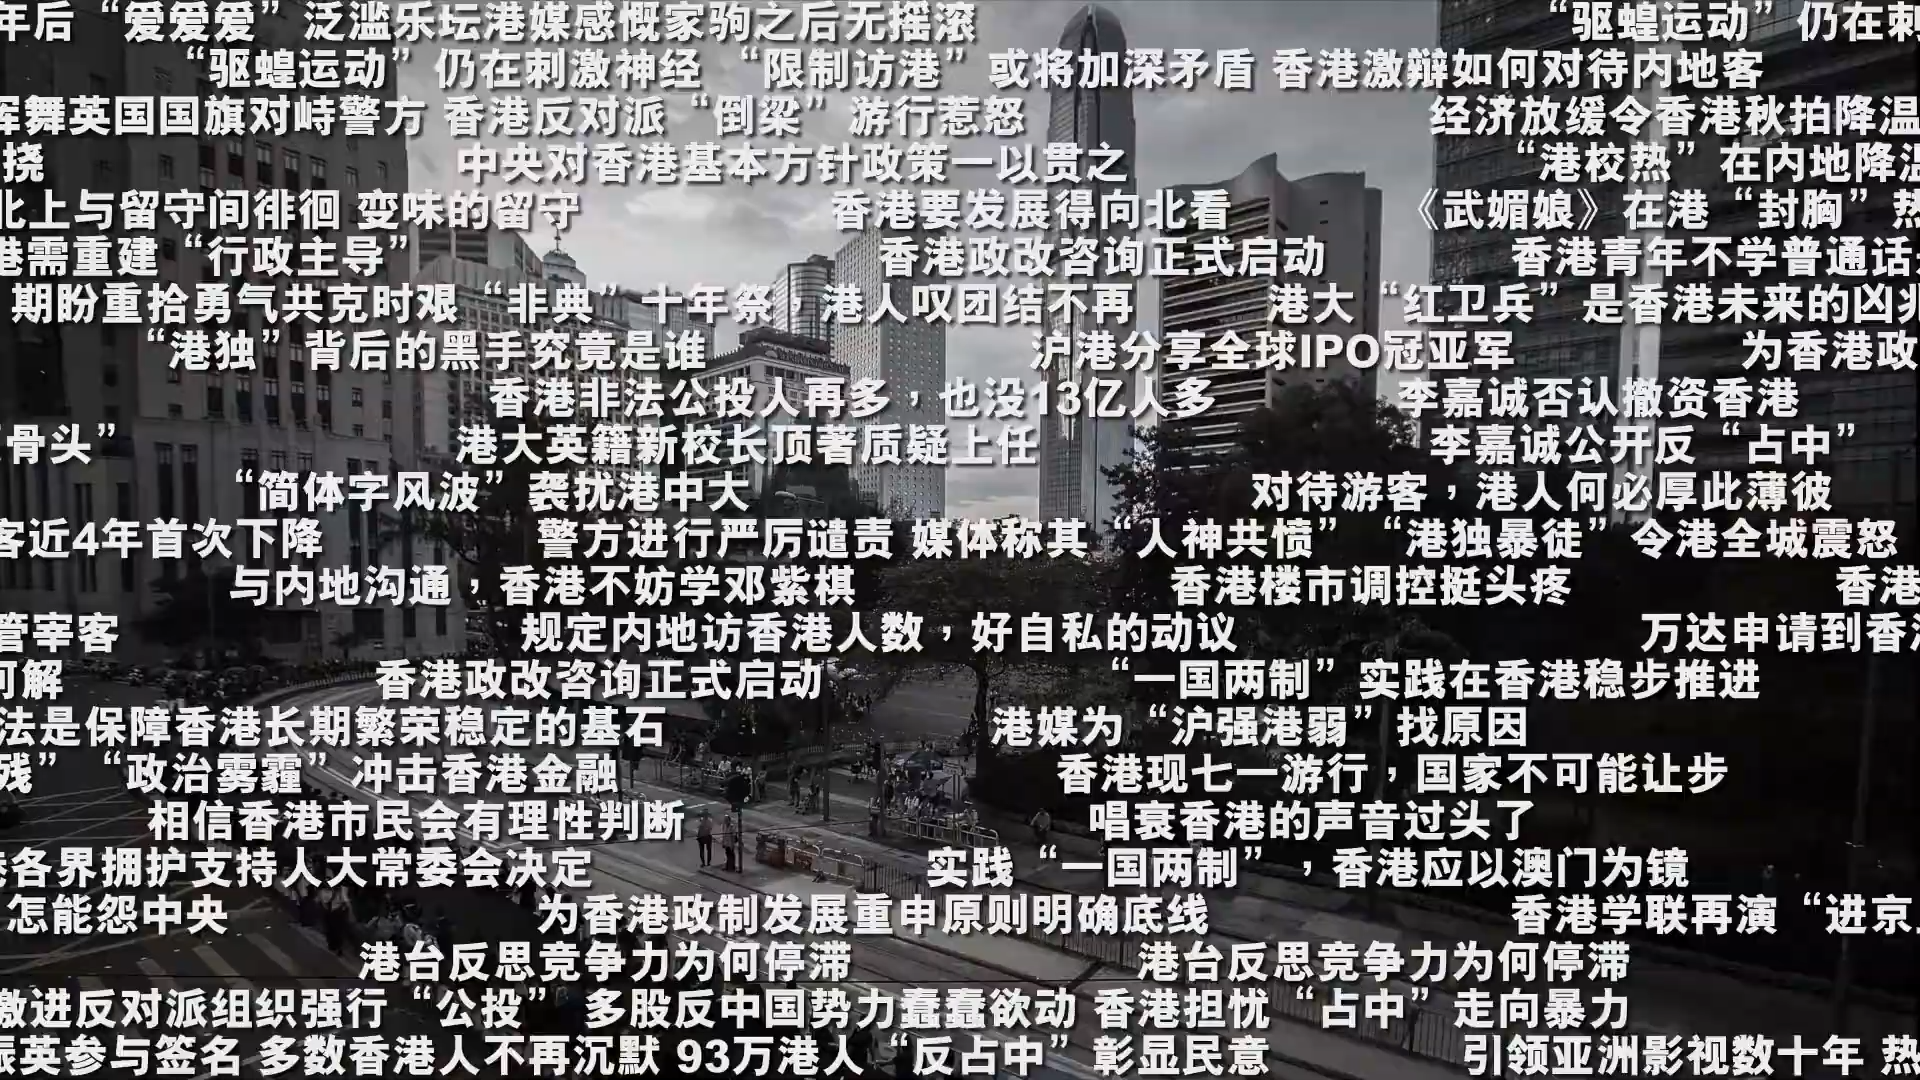 年后“爱爱爱”泛滥乐坛港媒感慨家驹之后无摇滚 “驱蝗运动”仍在刺
“驱蝗运动”仍在刺激神经 “限制访港”或将加深矛盾 香港激辩如何对待内地客
挥舞英国国旗对峙警方 香港反对派“倒梁”游行惹怒 经济放缓令香港秋拍降温
挠 中央对香港基本方针政策一以贯之 “港校热”在内地降温
北上与留守间徘徊 变味的留守 香港要发展得向北看 《武媚娘》在港“封胸”热
港需重建“行政主导” 香港政改咨询正式启动 香港青年不学普通话
期盼重拾勇气共克时艰 “非典”十年祭，港人叹团结不再 港大“红卫兵”是香港未来的凶兆
“港独”背后的黑手究竟是谁 沪港分享全球IPO冠亚军 为香港政
香港非法公投人再多，也没13亿人多 李嘉诚否认撤资香港
骨头” 港大英籍新校长顶著质疑上任 李嘉诚公开反“占中”
“简体字风波”袭扰港中大 对待游客，港人何必厚此薄彼
客近4年首次下降 警方进行严厉谴责 媒体称其“人神共愤” “港独暴徒”令港全城震怒
与内地沟通，香港不妨学邓紫棋 香港楼市调控挺头疼 香港
管宰客 规定内地访香港人数，好自私的动议 万达申请到香港
何解 香港政改咨询正式启动 “一国两制”实践在香港稳步推进
法是保障香港长期繁荣稳定的基石 港媒为“沪强港弱”找原因
残” “政治雾霾”冲击香港金融 香港现七一游行，国家不可能让步
相信香港市民会有理性判断 唱衰香港的声音过头了
港各界拥护支持人大常委会决定 实践“一国两制”，香港应以澳门为镜
怎能怨中央 为香港政制发展重申原则明确底线 香港学联再演“进京
港台反思竞争力为何停滞 港台反思竞争力为何停滞
激进反对派组织强行“公投” 多股反中国势力蠢蠢欲动 香港担忧“占中”走向暴力
振英参与签名 多数香港人不再沉默 93万港人“反占中”彰显民意 引领亚洲影视数十年 热